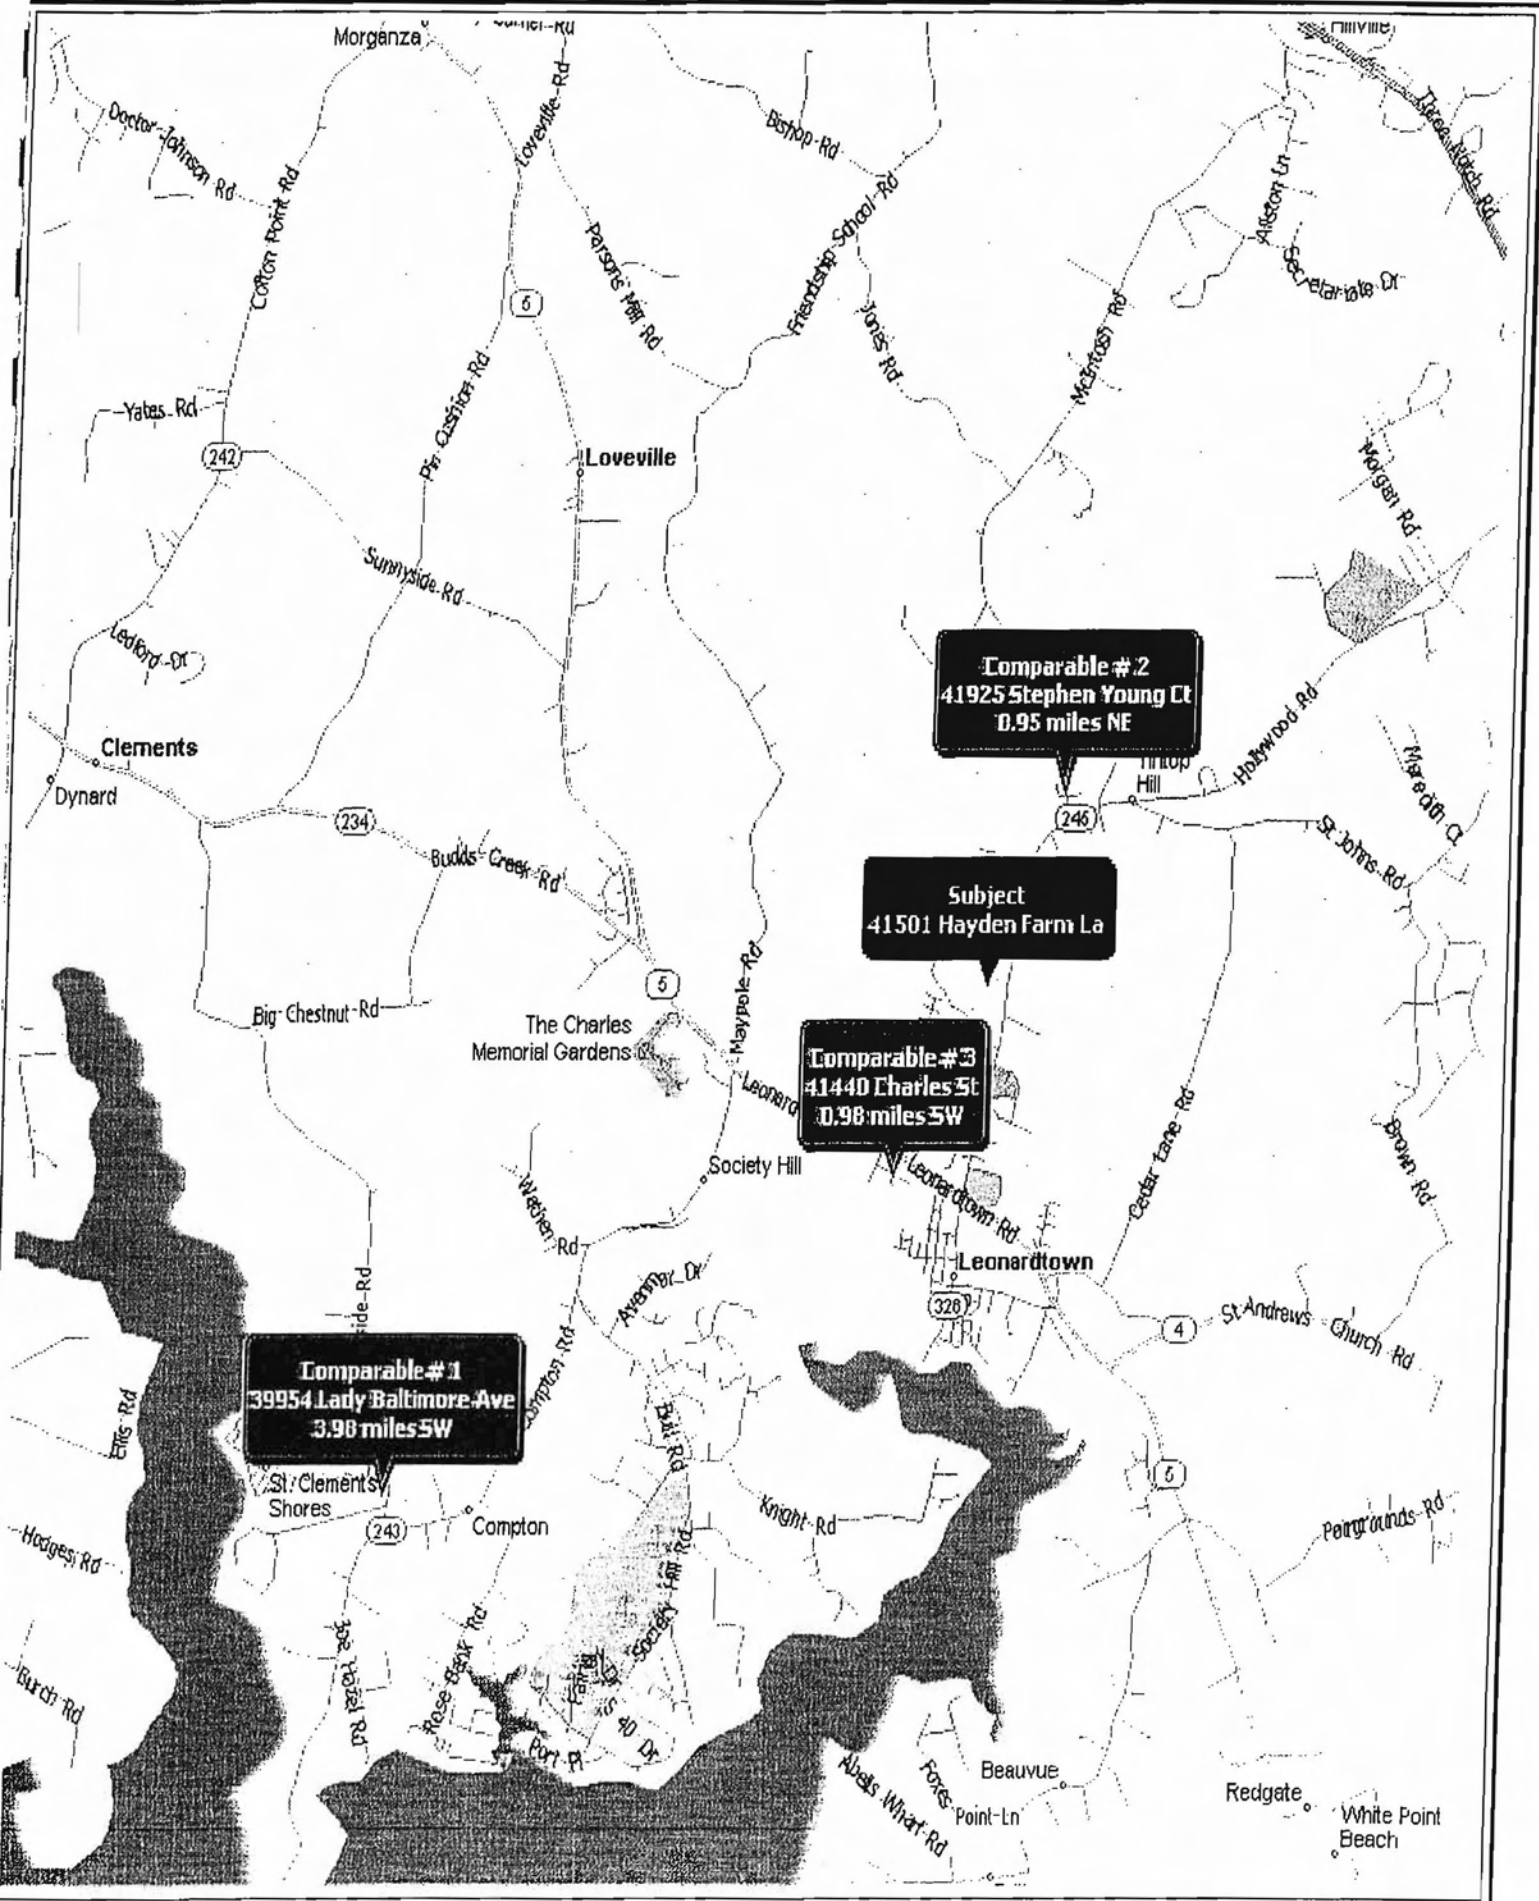 Morganza
Hillville
Loveville Rd
Doctor Johnson Rd
Bishop Rd
Three Notch Rd
Colton Point Rd
Friendship School Rd
Allston Ln
Parsons Mill Rd
Secretariate Dr
5
Jones Rd
McIntosh Rd
Pin Cushion Rd
Yates Rd
242
Loveville
Morgan Rd
Sunnyside Rd
Ledford Dr
Comparable # 2
41925 Stephen Young Ct
0.95 miles NE
Hollywood Rd
Clements
Dynard
Hill
Meredith Ct
234
245
St Johns Rd
Budds Creek Rd
Subject
41501 Hayden Farm La
Maypole Rd
5
Big Chestnut Rd
The Charles
Memorial Gardens
Comparable # 3
41440 Charles St
0.98 miles SW
Leonard
Cedar Lane Rd
Brown Rd
Society Hill
Leonardtown Rd
Wathen
Rd
Leonardtown
side Rd
326
4
St Andrews Church Rd
Comparable # 1
39954 Lady Baltimore Ave
3.98 miles SW
Compton Rd
Ellis Rd
Bull Rd
5
St. Clements
Shores
243
Compton
Knight Rd
Hodges Rd
Society Hill Rd
Rose Bank Rd
Burch Rd
Port Pl
Abells Wharf Rd
Foxes
Point Ln
Beauvue
Redgate
White Point
Beach